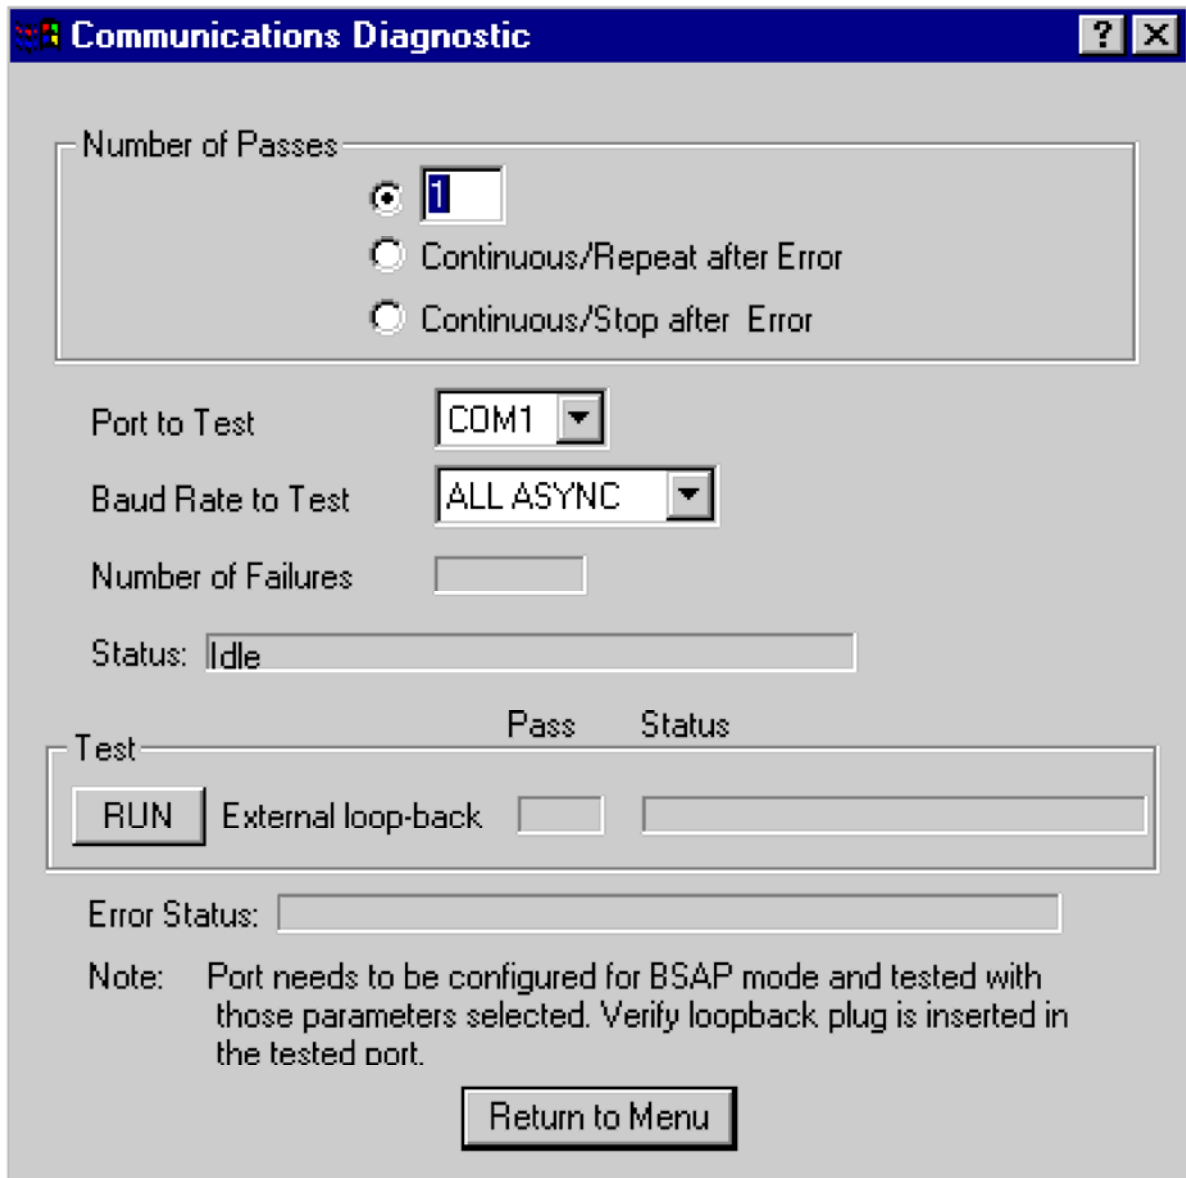 Communications Diagnostic
Number of Passes
1
Continuous/Repeat after Error
Continuous/Stop after  Error
Port to Test COM1
Baud Rate to Test ALL ASYNC
Number of Failures
Status: Idle
Pass Status
Test
RUN External loop-back
Error Status:
Note: Port needs to be configured for BSAP mode and tested with
those parameters selected. Verify loopback plug is inserted in
the tested port.
Return to Menu